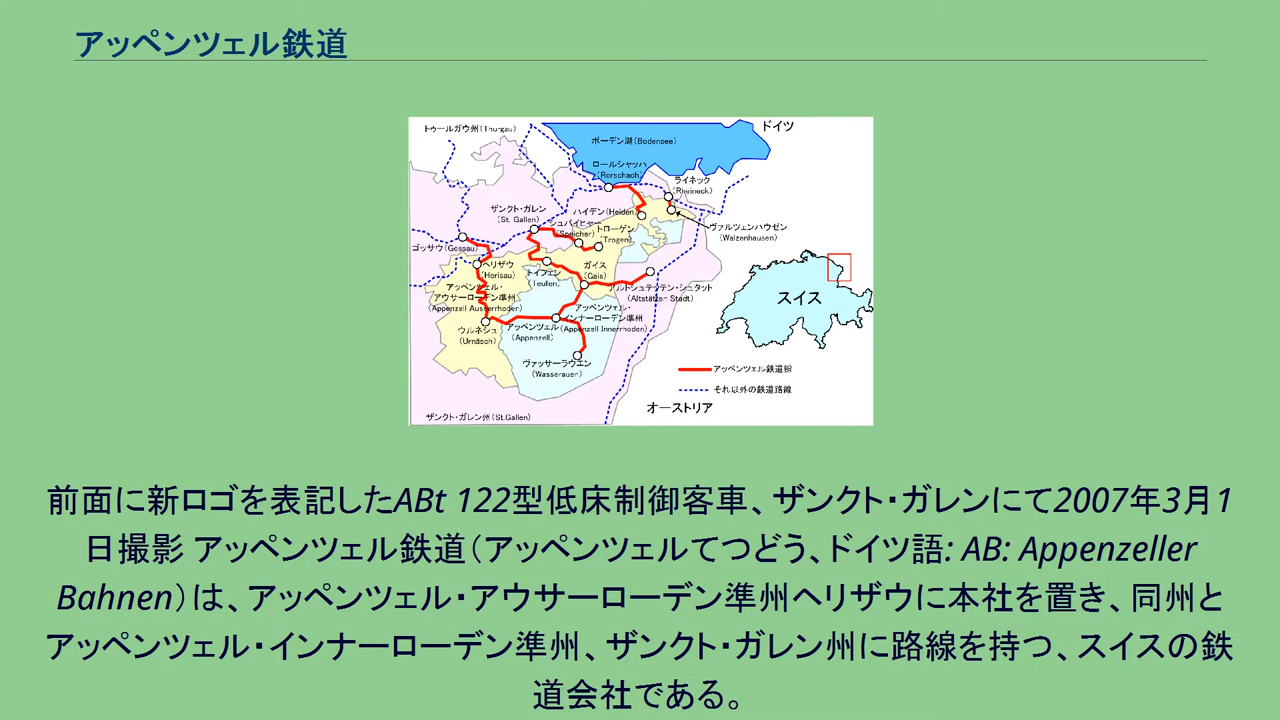 アッペンツェル鉄道
トゥールガウ州(Thurgau)
ドイツ
ボーデン湖(Bodensee)
ロールシャッハ
(Rorschach)
ライネック
(Rheineck)
ザンクト・ガレン
(St. Gallen)
ハイデン(Heiden)
シュパイヒャー
(Speicher)
トローゲン
(Trogen)
ヴァルツェンハウゼン
(Walzenhausen)
ゴッサウ(Gossau)
ヘリザウ
(Herisau)
トイフェン
(Teufen)
ガイス
(Gais)
アルトシュテッテン・シュタット
(Altstätten Stadt)
アッペンツェル・
アウサーローデン準州
(Appenzell Ausserrhoden)
アッペンツェル・
インナーローデン準州
(Appenzell Innerrhoden)
ウルネシュ
(Urnäsch)
アッペンツェル
(Appenzell)
ヴァッサーラウエン
(Wasserauen)
スイス
アッペンツェル鉄道線
それ以外の鉄道路線
オーストリア
ザンクト・ガレン州(St.Gallen)
前面に新ロゴを表記したABt 122型低床制御客車、ザンクト・ガレンにて2007年3月1
日撮影 アッペンツェル鉄道（アッペンツェルてつどう、ドイツ語: AB: Appenzeller
Bahnen）は、アッペンツェル・アウサーローデン準州ヘリザウに本社を置き、同州と
アッペンツェル・インナーローデン準州、ザンクト・ガレン州に路線を持つ、スイスの鉄
道会社である。